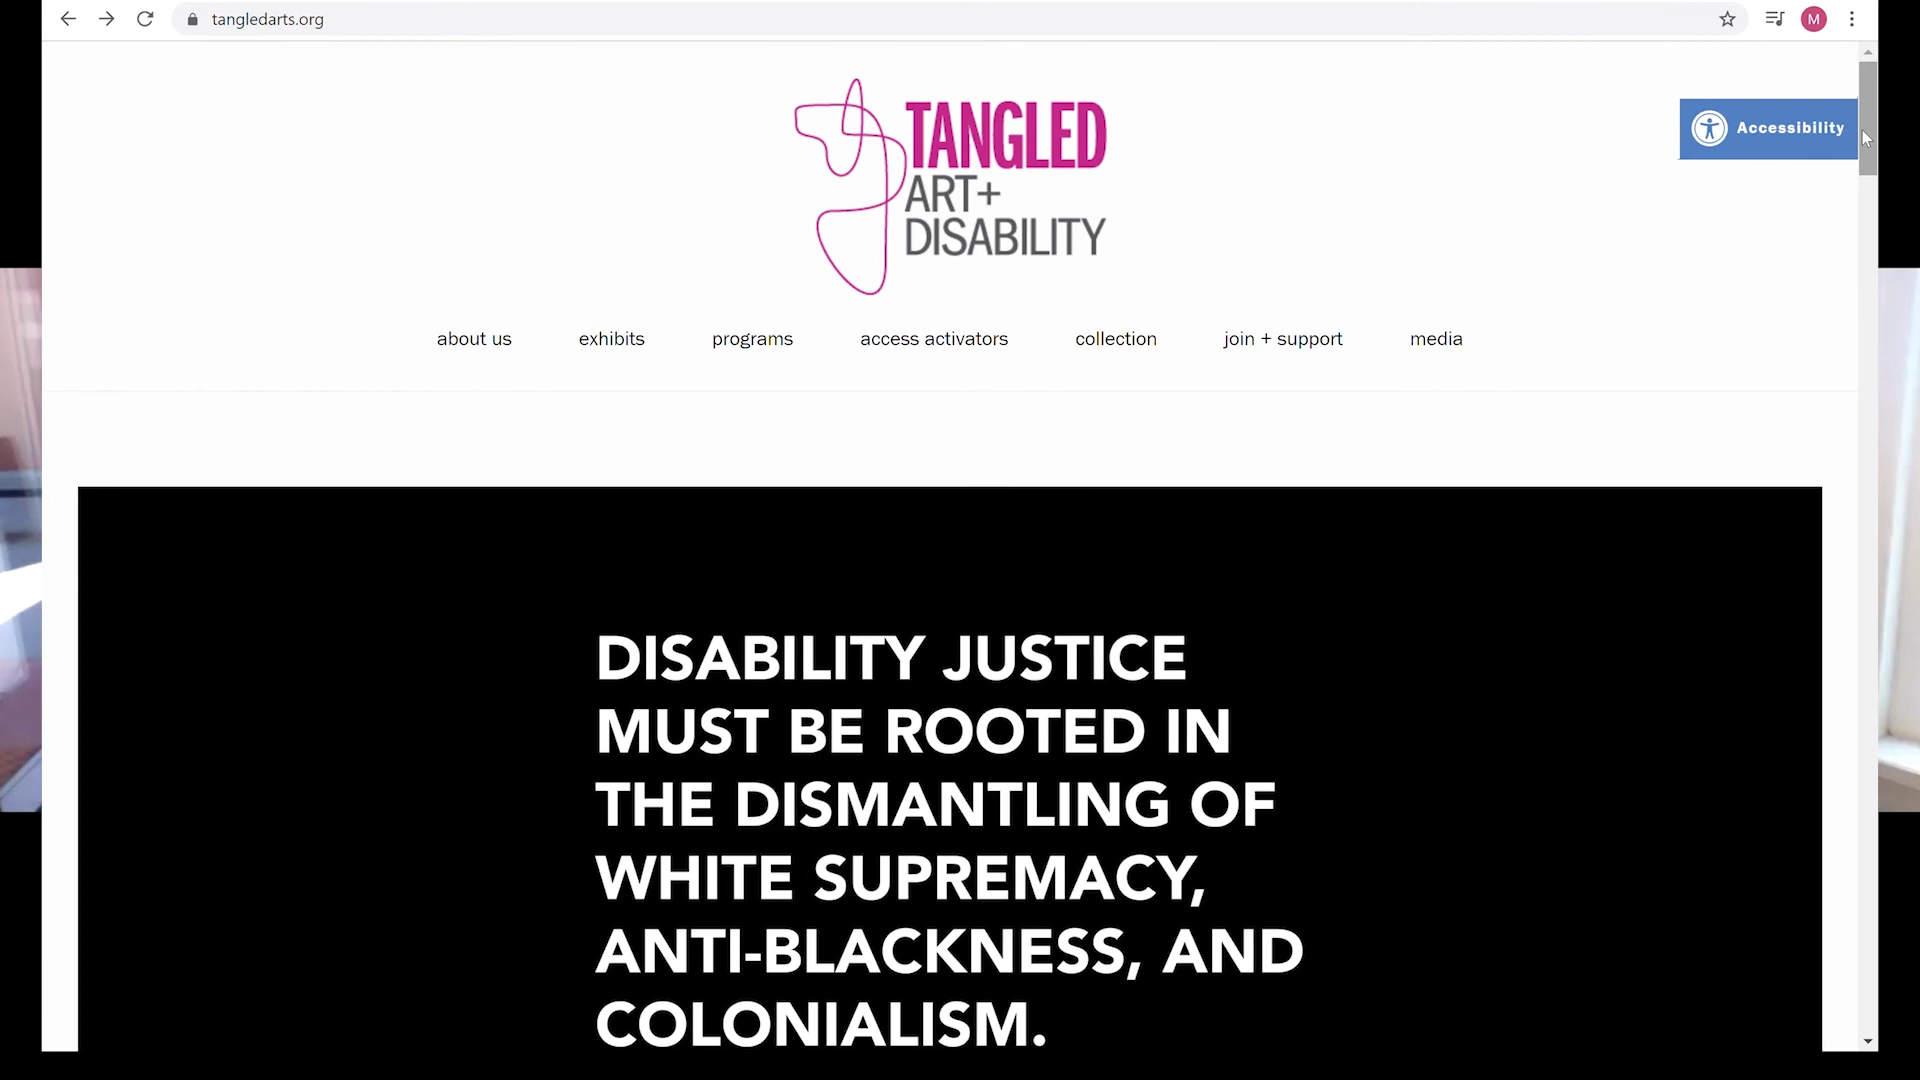 tangledarts.org
M
TANGLED
ART+
DISABILITY
Accessibility
about us exhibits programs access activators collection join + support media
DISABILITY JUSTICE
MUST BE ROOTED IN
THE DISMANTLING OF
WHITE SUPREMACY,
ANTI-BLACKNESS, AND
COLONIALISM.